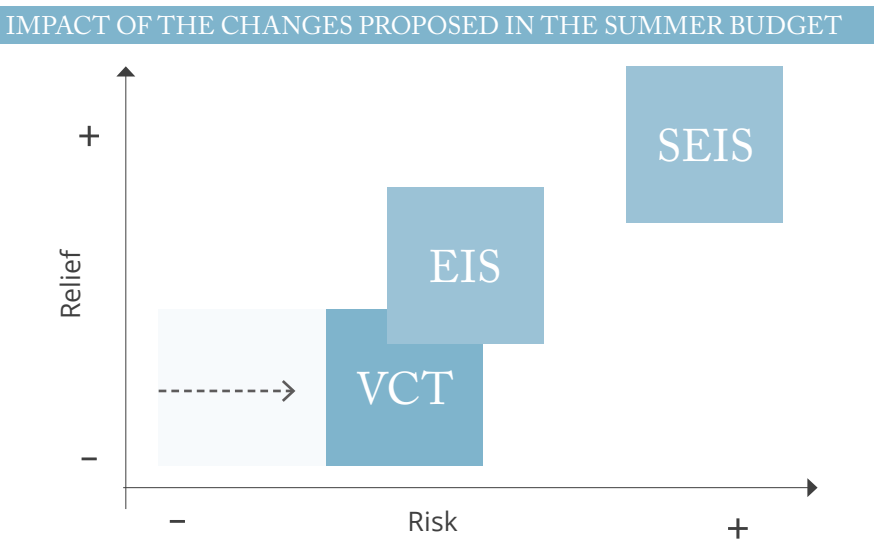 IMPACT OF THE CHANGES PROPOSED IN THE SUMMER BUDGET
+
SEIS
EIS
Relief
VCT
–
– Risk +